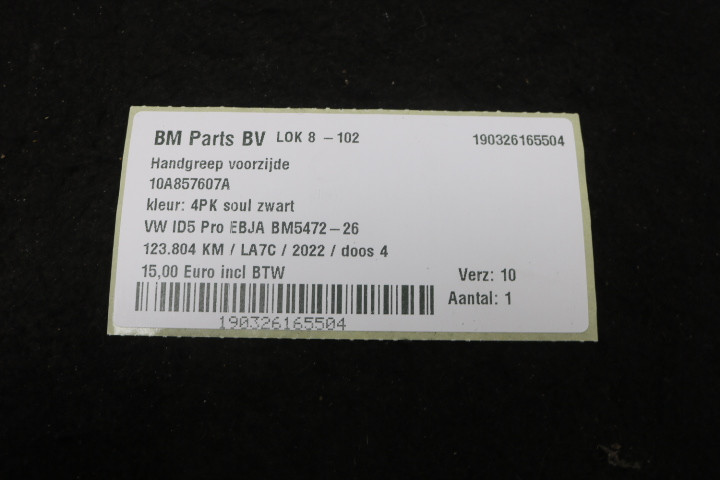 BM Parts BV LOK 8 - 102 190326165504
Handgreep voorzijde
10A857607A
kleur: 4PK soul zwart
VW ID5 Pro EBJA BM5472-26
123.804 KM / LA7C / 2022 / doos 4
15,00 Euro incl BTW Verz: 10
Aantal: 1
190326165504